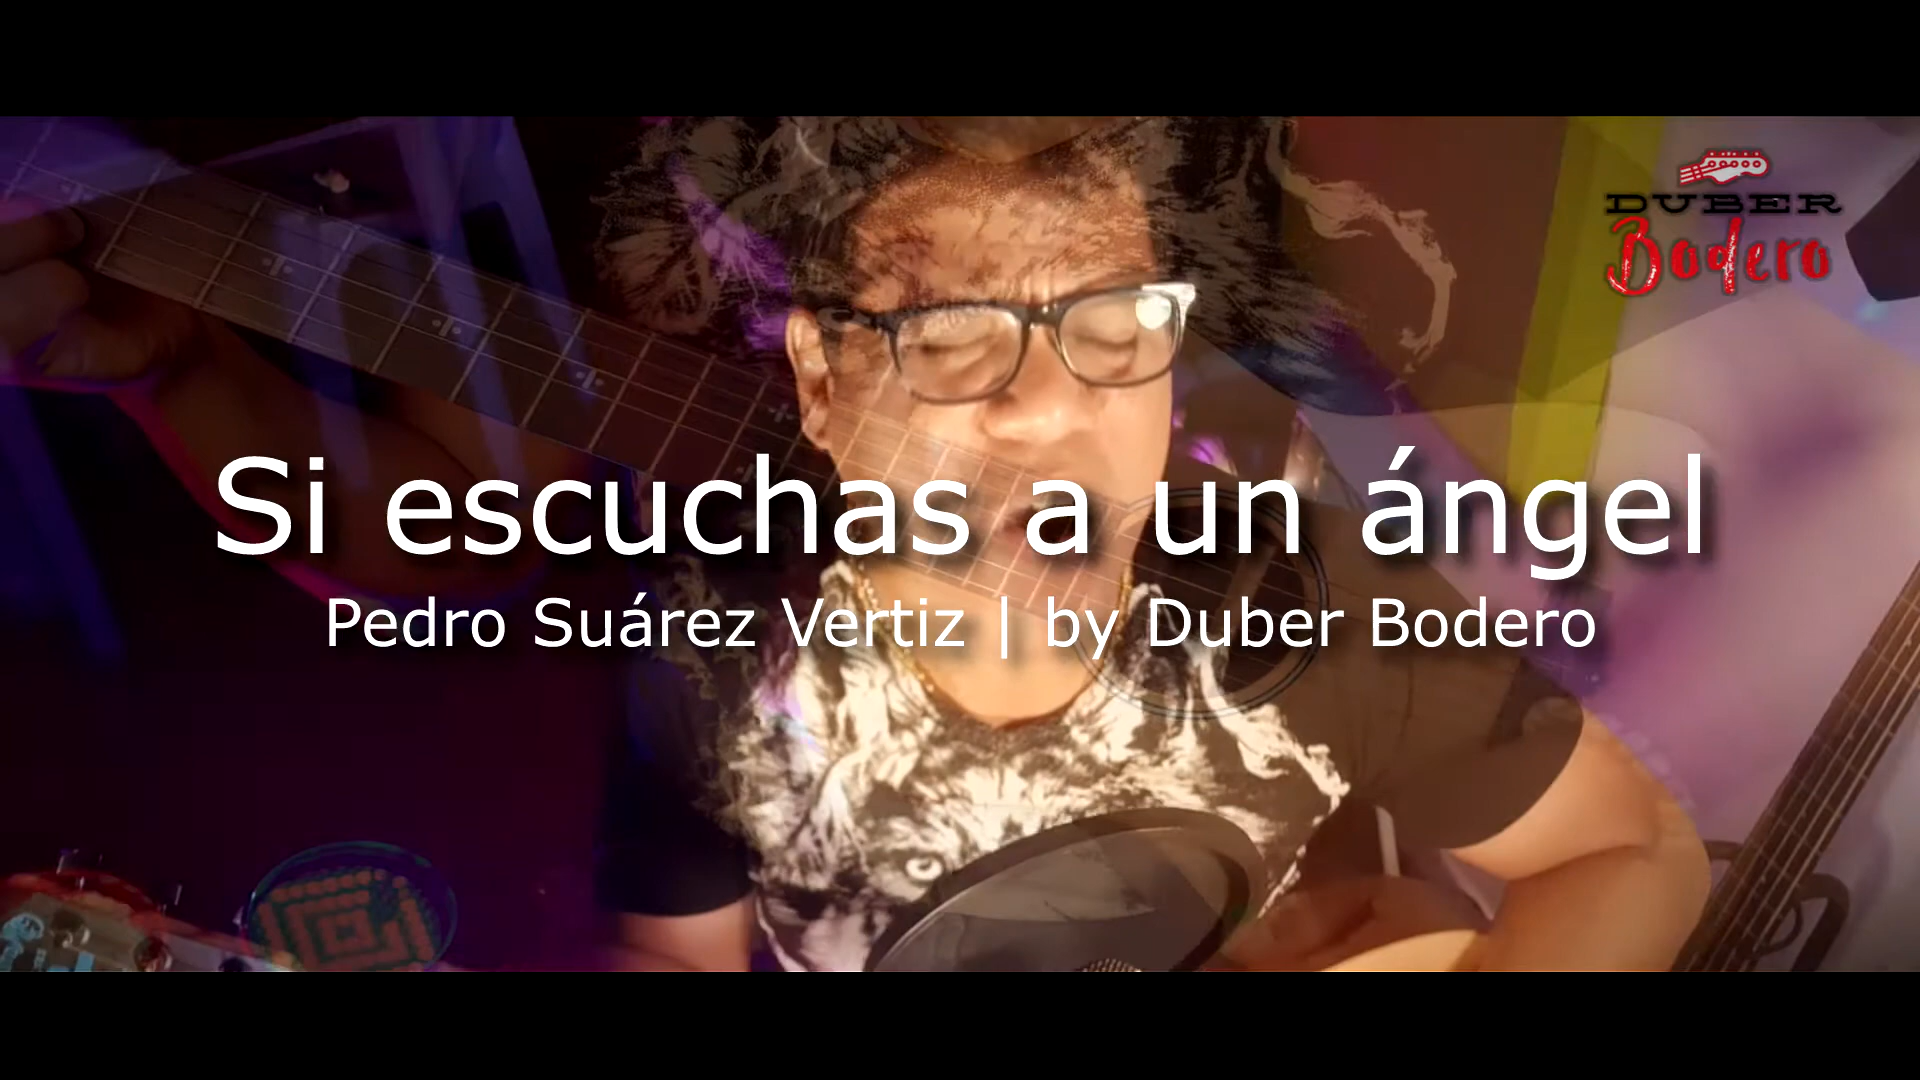 DUBER
Bodero
Si escuchas a un ángel
Pedro Suárez Vertiz | by Duber Bodero